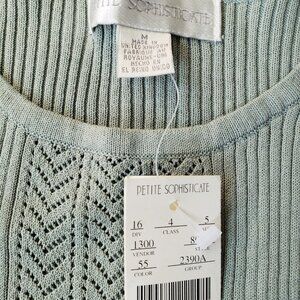 TE SOPHISTICATE
M
MADE IN
UNITED KINGDOM
FABRIQUE AU
ROYAUME-UNI
HECHO EN
EL REINO UNIDO
PETITE SOPHISTICATE
16 4 5
DIV CLASS
1300
VENDOR
55 2390A
COLOR GROUP